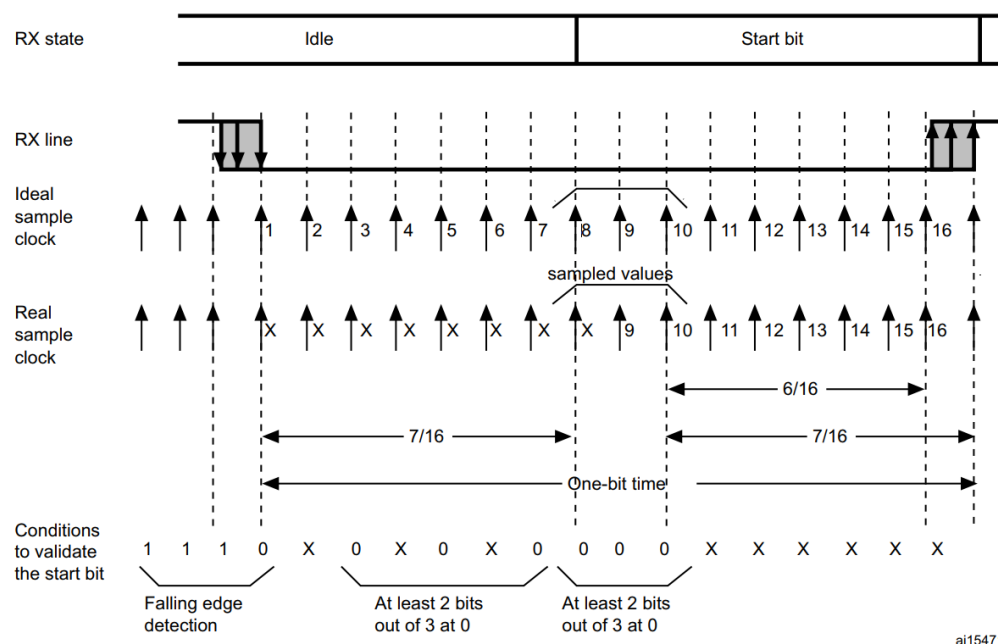 RX state
Idle
Start bit
RX line
Ideal
sample
clock
1 2 3 4 5 6 7 8 9 10 11 12 13 14 15 16
sampled values
Real
sample
clock
X X X X X X X X 9 10 11 12 13 14 15 16
6/16
7/16
7/16
One-bit time
Conditions
to validate
the start bit
1 1 1 0 X 0 X 0 X 0 0 0 0 X X X X X X
Falling edge
detection
At least 2 bits
out of 3 at 0
At least 2 bits
out of 3 at 0
ai1547